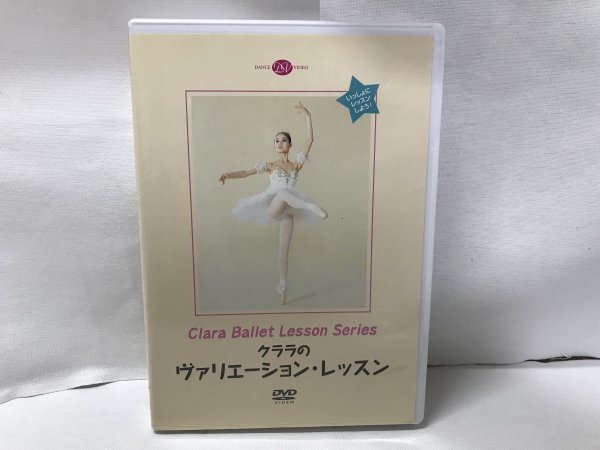 DANCE DV VIDEO
いっしょに
レッスン
しよう!
Clara Ballet Lesson Series
クララの
ヴァリエーション・レッスン
DVD
VIDEO